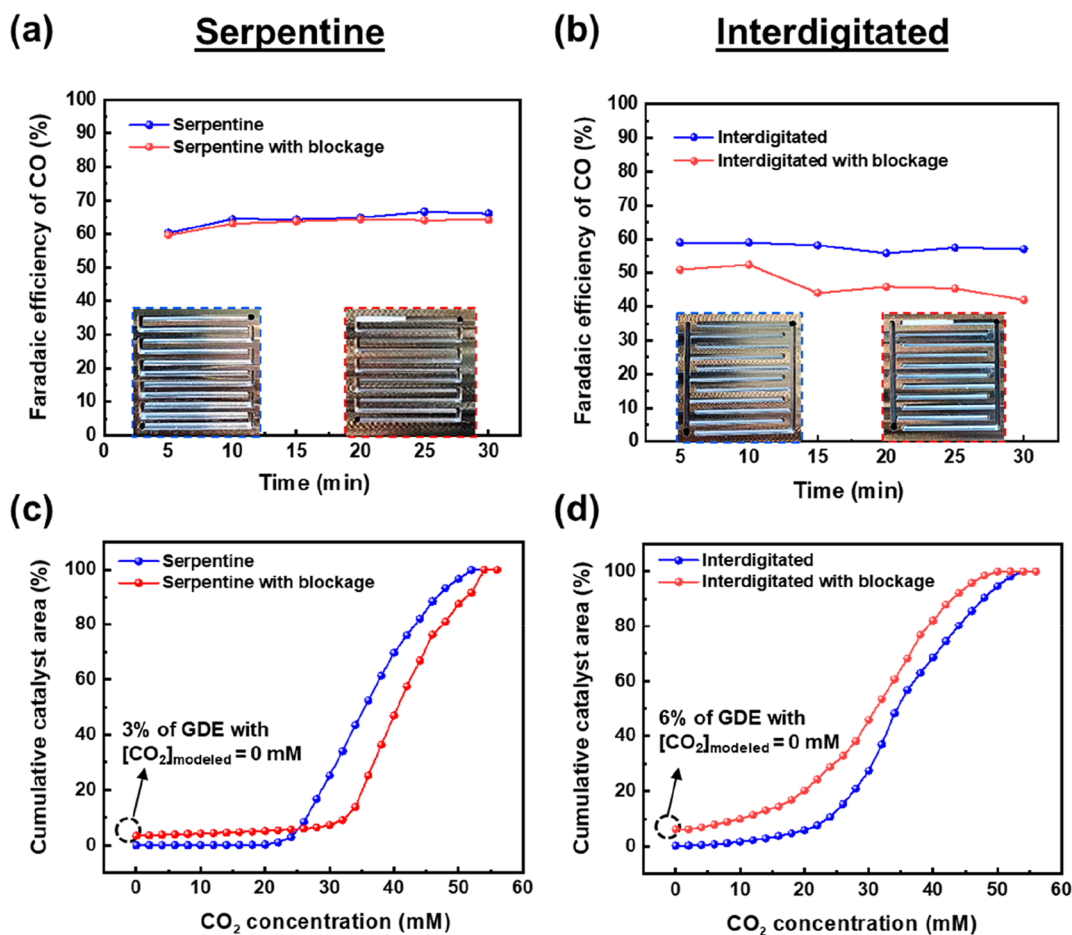 (a)
Serpentine
(b)
Interdigitated
Faradaic efficiency of CO (%)
100
90
80
70
60
50
40
30
20
10
0
Serpentine
Serpentine with blockage
5 10 15 20 25 30
Time (min)
Faradaic efficiency of CO (%)
100
90
80
70
60
50
40
30
20
10
0
Interdigitated
Interdigitated with blockage
5 10 15 20 25 30
Time (min)
(c)
(d)
Cumulative catalyst area (%)
100
80
60
40
20
0
Serpentine
Serpentine with blockage
3% of GDE with
[CO₂]modeled = 0 mM
0 10 20 30 40 50 60
CO₂ concentration (mM)
Cumulative catalyst area (%)
100
80
60
40
20
0
Interdigitated
Interdigitated with blockage
6% of GDE with
[CO₂]modeled = 0 mM
0 10 20 30 40 50 60
CO₂ concentration (mM)